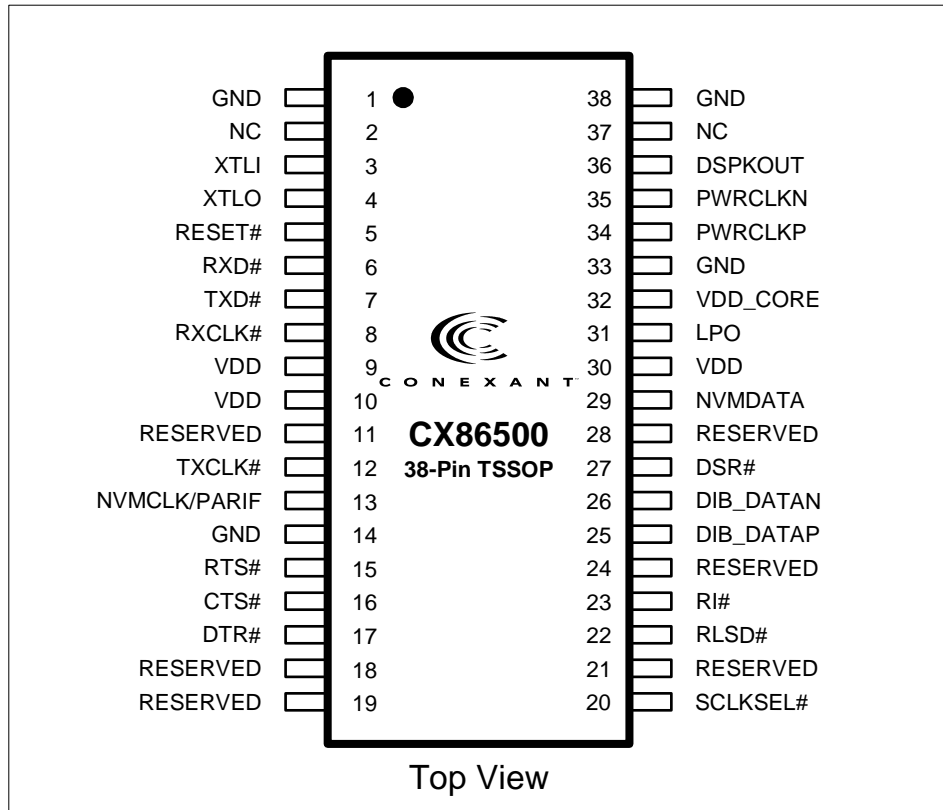 GND 1 38 GND
NC 2 37 NC
XTLI 3 36 DSPKOUT
XTLO 4 35 PWRCLKN
RESET# 5 34 PWRCLKP
RXD# 6 33 GND
TXD# 7 32 VDD_CORE
RXCLK# 8 31 LPO
VDD 9 30 VDD
CONEXANT™
VDD 10 29 NVMDATA
RESERVED 11 CX86500 28 RESERVED
TXCLK# 12 38-Pin TSSOP 27 DSR#
NVMCLK/PARIF 13 26 DIB_DATAN
GND 14 25 DIB_DATAP
RTS# 15 24 RESERVED
CTS# 16 23 RI#
DTR# 17 22 RLSD#
RESERVED 18 21 RESERVED
RESERVED 19 20 SCLKSEL#
Top View